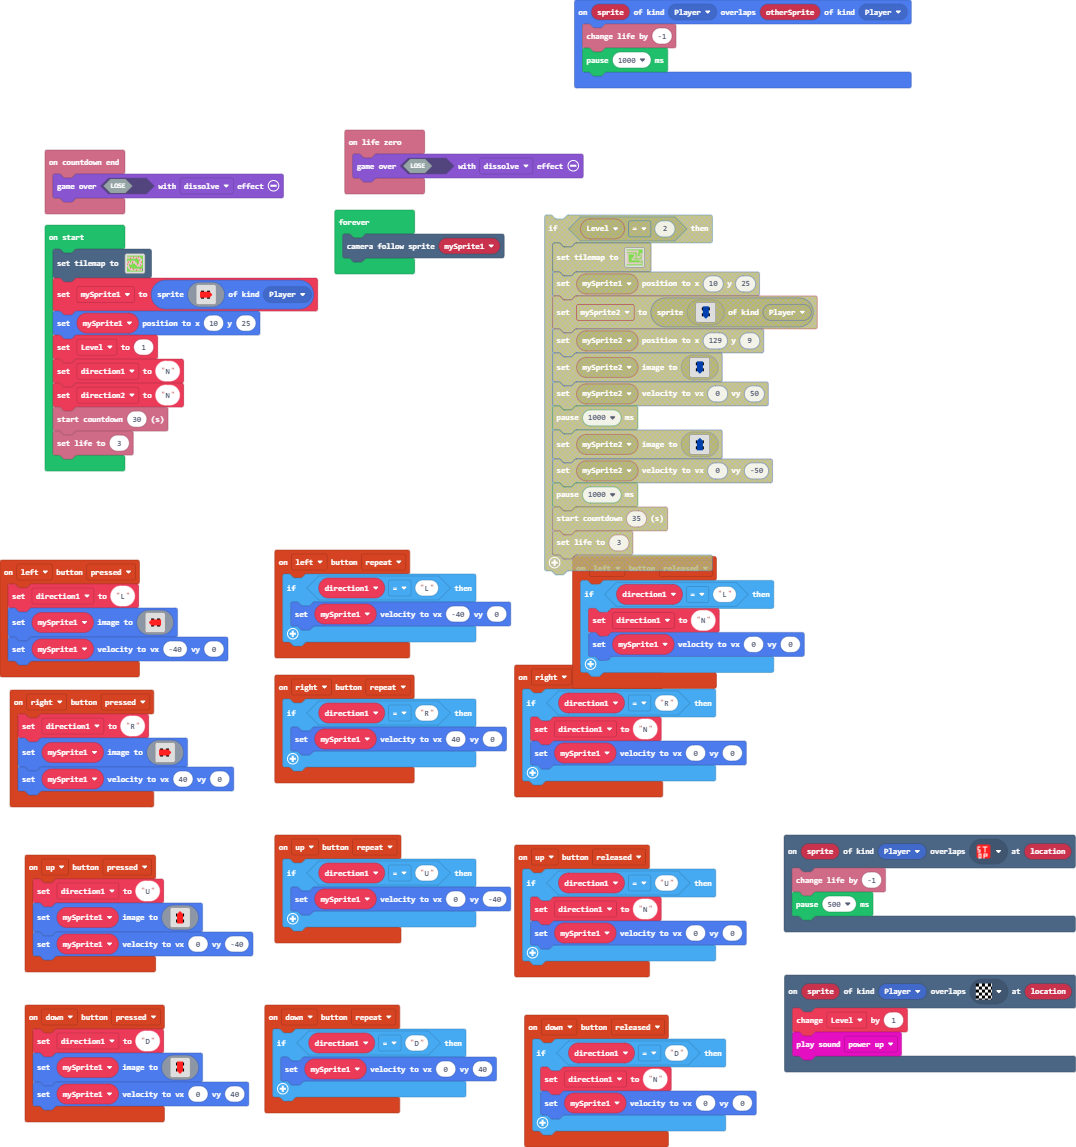 on sprite of kind Player overlaps otherSprite of kind Player
change life by -1
pause 1000 ms
on countdown end
game over LOSE with dissolve effect
on life zero
game over LOSE with dissolve effect
on start
set tilemap to
set mySprite1 to sprite of kind Player
set mySprite1 position to x 10 y 25
set Level to 1
set direction1 to "N"
set direction2 to "N"
start countdown 30 (s)
set life to 3
forever
camera follow sprite mySprite1
if Level = 2 then
set tilemap to
set mySprite1 position to x 10 y 25
set mySprite2 to sprite of kind Player
set mySprite2 position to x 129 y 9
set mySprite2 image to
set mySprite2 velocity to vx 0 vy 50
pause 1000 ms
set mySprite2 image to
set mySprite2 velocity to vx 0 vy -50
pause 1000 ms
start countdown 35 (s)
set life to 3
on left button pressed
set direction1 to "L"
set mySprite1 image to
set mySprite1 velocity to vx -40 vy 0
on left button repeat
if direction1 = "L" then
set mySprite1 velocity to vx -40 vy 0
on left button released
if direction1 = "L" then
set direction1 to "N"
set mySprite1 velocity to vx 0 vy 0
on right button pressed
set direction1 to "R"
set mySprite1 image to
set mySprite1 velocity to vx 40 vy 0
on right button repeat
if direction1 = "R" then
set mySprite1 velocity to vx 40 vy 0
on right
if direction1 = "R" then
set direction1 to "N"
set mySprite1 velocity to vx 0 vy 0
on up button pressed
set direction1 to "U"
set mySprite1 image to
set mySprite1 velocity to vx 0 vy -40
on up button repeat
if direction1 = "U" then
set mySprite1 velocity to vx 0 vy -40
on up button released
if direction1 = "U" then
set direction1 to "N"
set mySprite1 velocity to vx 0 vy 0
on sprite of kind Player overlaps STOP at location
change life by -1
pause 500 ms
on down button pressed
set direction1 to "D"
set mySprite1 image to
set mySprite1 velocity to vx 0 vy 40
on down button repeat
if direction1 = "D" then
set mySprite1 velocity to vx 0 vy 40
on down button released
if direction1 = "D" then
set direction1 to "N"
set mySprite1 velocity to vx 0 vy 0
on sprite of kind Player overlaps at location
change Level by 1
play sound power up